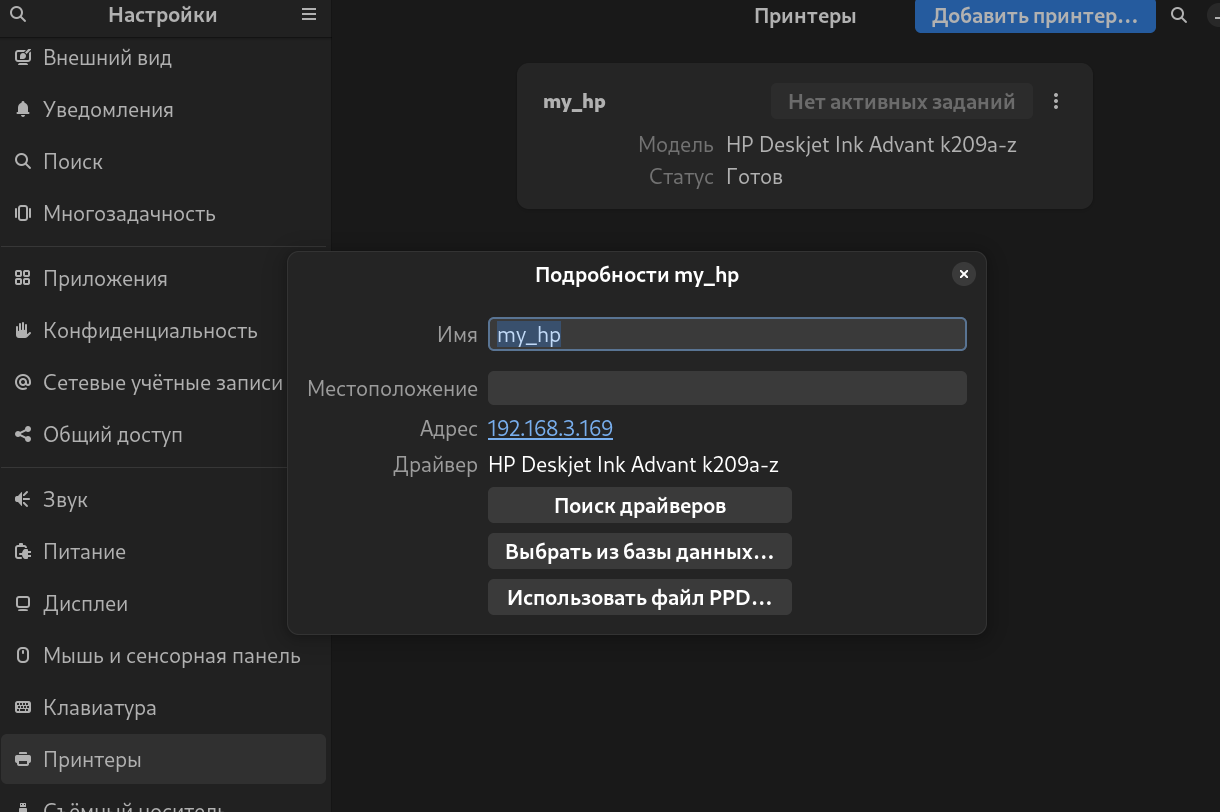 Настройки
Внешний вид
Уведомления
Поиск
Многозадачность
Приложения
Конфиденциальность
Сетевые учётные записи
Общий доступ
Звук
Питание
Дисплеи
Мышь и сенсорная панель
Клавиатура
Принтеры
Съёмный носитель
Принтеры
Добавить принтер…
my_hp
Нет активных заданий
Модель HP Deskjet Ink Advant k209a-z
Статус Готов
Подробности my_hp
Имя my_hp
Местоположение
Адрес 192.168.3.169
Драйвер HP Deskjet Ink Advant k209a-z
Поиск драйверов
Выбрать из базы данных…
Использовать файл PPD…